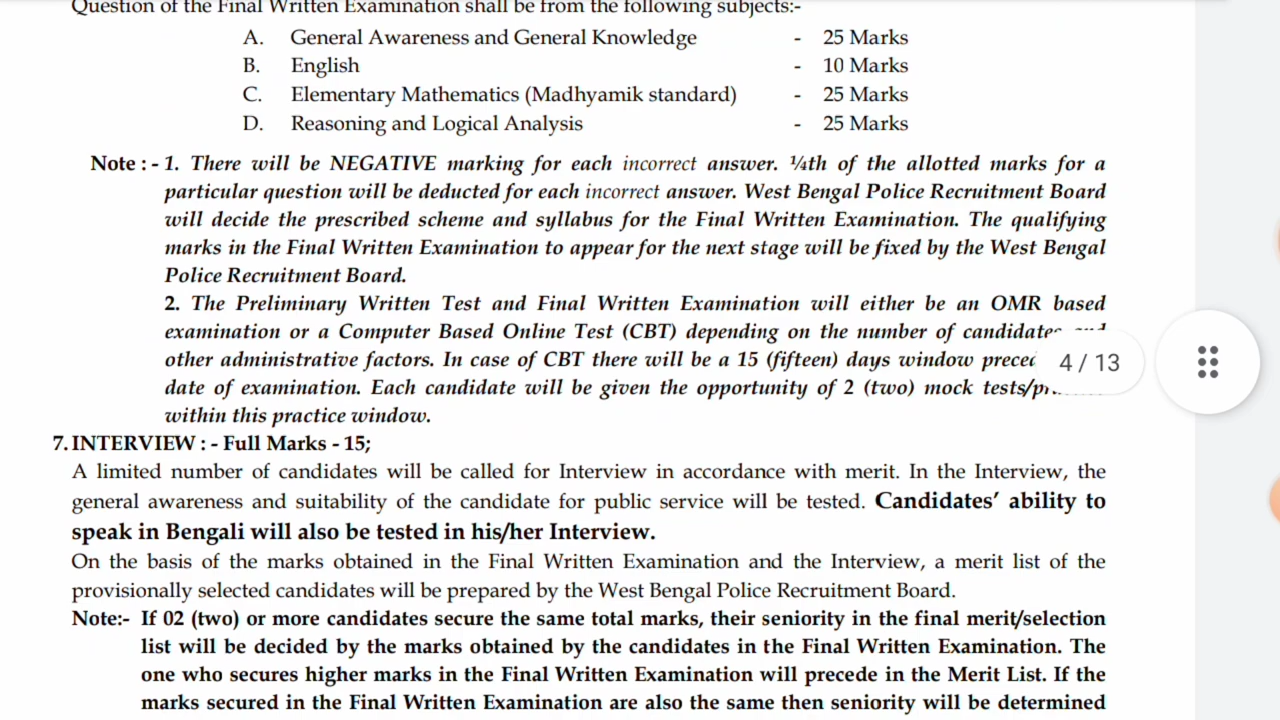 Question of the Final Written Examination shall be from the following subjects:-
A. General Awareness and General Knowledge - 25 Marks
B. English - 10 Marks
C. Elementary Mathematics (Madhyamik standard) - 25 Marks
D. Reasoning and Logical Analysis - 25 Marks
Note : - 1. There will be NEGATIVE marking for each incorrect answer. ¼th of the allotted marks for a
particular question will be deducted for each incorrect answer. West Bengal Police Recruitment Board
will decide the prescribed scheme and syllabus for the Final Written Examination. The qualifying
marks in the Final Written Examination to appear for the next stage will be fixed by the West Bengal
Police Recruitment Board.
2. The Preliminary Written Test and Final Written Examination will either be an OMR based
examination or a Computer Based Online Test (CBT) depending on the number of candidates and
other administrative factors. In case of CBT there will be a 15 (fifteen) days window
4 / 13
date of examination. Each candidate will be given the opportunity of 2 (two) mock
within this practice window.
7. INTERVIEW : - Full Marks - 15;
A limited number of candidates will be called for Interview in accordance with merit. In the Interview, the
general awareness and suitability of the candidate for public service will be tested. Candidates' ability to
speak in Bengali will also be tested in his/her Interview.
On the basis of the marks obtained in the Final Written Examination and the Interview, a merit list of the
provisionally selected candidates will be prepared by the West Bengal Police Recruitment Board.
Note:- If 02 (two) or more candidates secure the same total marks, their seniority in the final merit/selection
list will be decided by the marks obtained by the candidates in the Final Written Examination. The
one who secures higher marks in the Final Written Examination will precede in the Merit List. If the
marks secured in the Final Written Examination are also the same then seniority will be determined